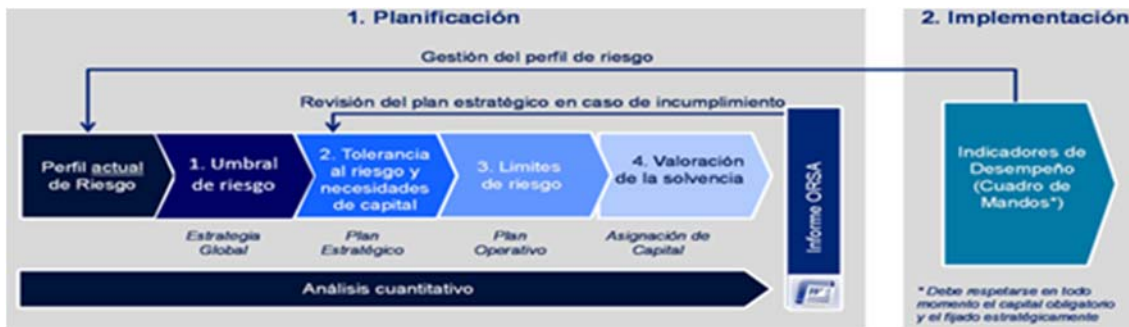 1. Planificación
2. Implementación
Gestión del perfil de riesgo
Revisión del plan estratégico en caso de incumplimiento
Perfil actual
de Riesgo
1. Umbral
de riesgo
2. Tolerancia
al riesgo y
necesidades
de capital
3. Limites
de riesgo
4. Valoración
de la solvencia
Informe ORSA
Indicadores de
Desempeño
(Cuadro de
Mandos*)
Estrategia
Global
Plan
Estratégico
Plan
Operativo
Asignación de
Capital
Análisis cuantitativo
* Debe respetarse en todo
momento el capital obligatorio
y el fijado estratégicamente